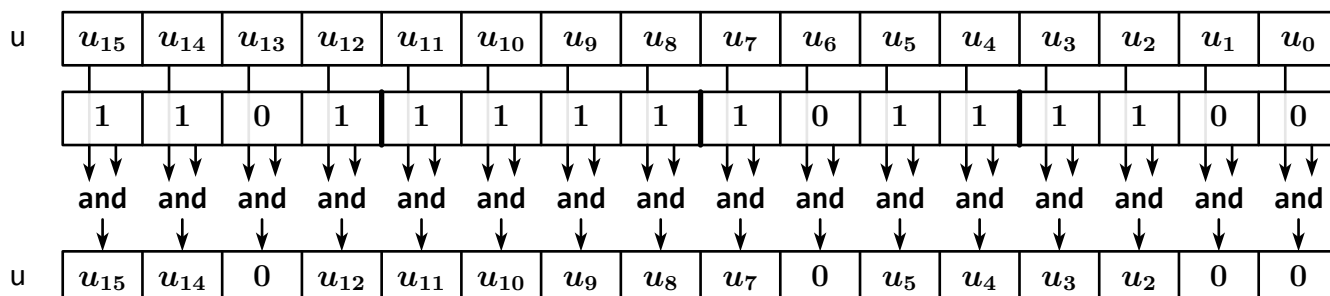 u u₁₅ u₁₄ u₁₃ u₁₂ u₁₁ u₁₀ u₉ u₈ u₇ u₆ u₅ u₄ u₃ u₂ u₁ u₀
1 1 0 1 1 1 1 1 1 0 1 1 1 1 0 0
and and and and and and and and and and and and and and and and
u u₁₅ u₁₄ 0 u₁₂ u₁₁ u₁₀ u₉ u₈ u₇ 0 u₅ u₄ u₃ u₂ 0 0